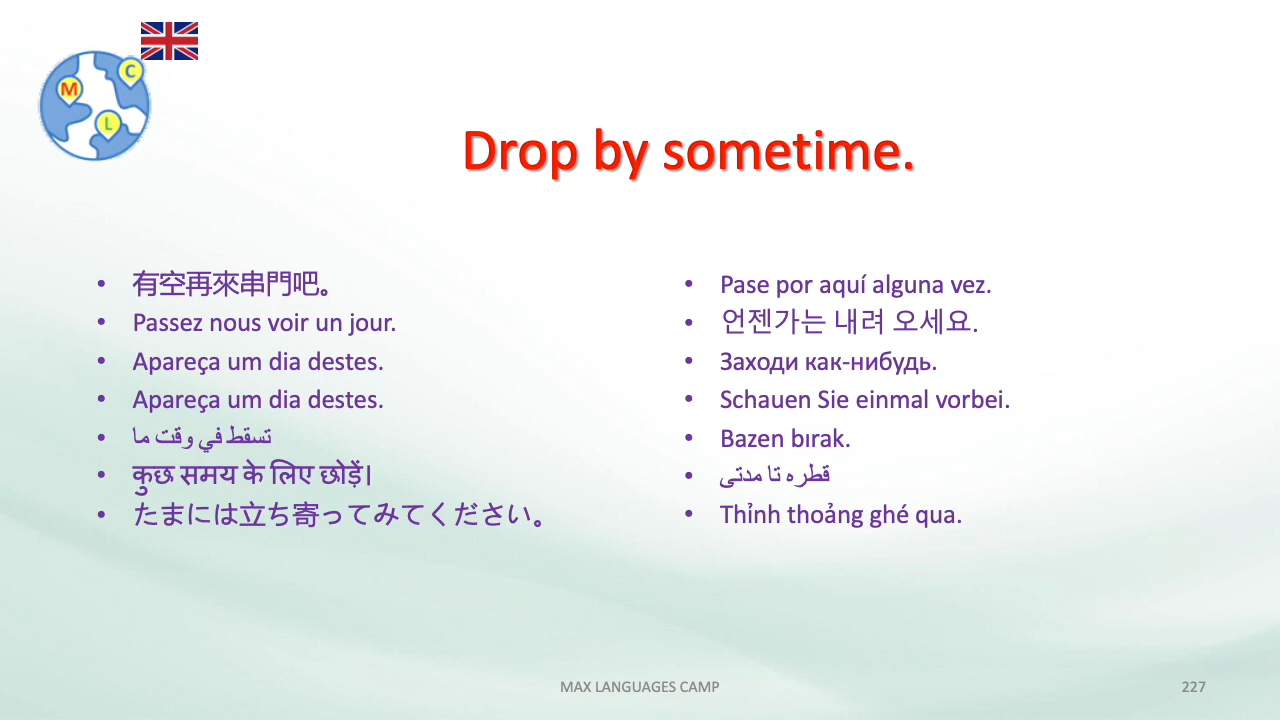 C
M
L
Drop by sometime.
有空再來串門吧。
Passez nous voir un jour.
Apareça um dia destes.
Apareça um dia destes.
تسقط في وقت ما
कुछ समय के लिए छोड़ें।
たまには立ち寄ってみてください。
Pase por aquí alguna vez.
언젠가는 내려 오세요.
Заходи как-нибудь.
Schauen Sie einmal vorbei.
Bazen bırak.
قطره تا مدتی
Thỉnh thoảng ghé qua.
MAX LANGUAGES CAMP
227